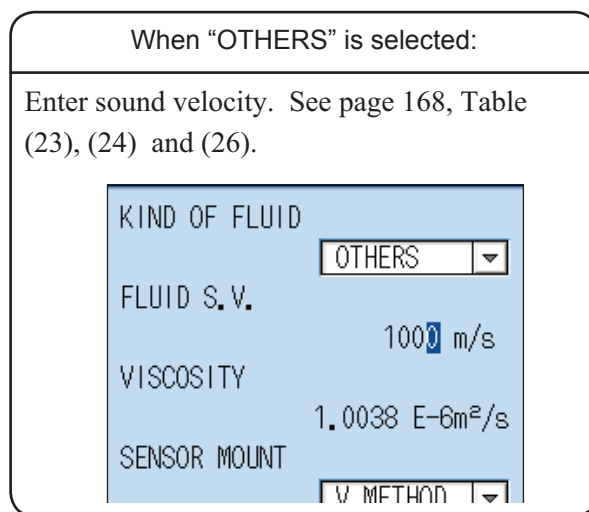 When “OTHERS” is selected:
Enter sound velocity.  See page 168, Table
(23), (24)  and (26).
KIND OF FLUID
OTHERS
FLUID S.V.
1000 m/s
VISCOSITY
1.0038 E-6m²/s
SENSOR MOUNT
V METHOD